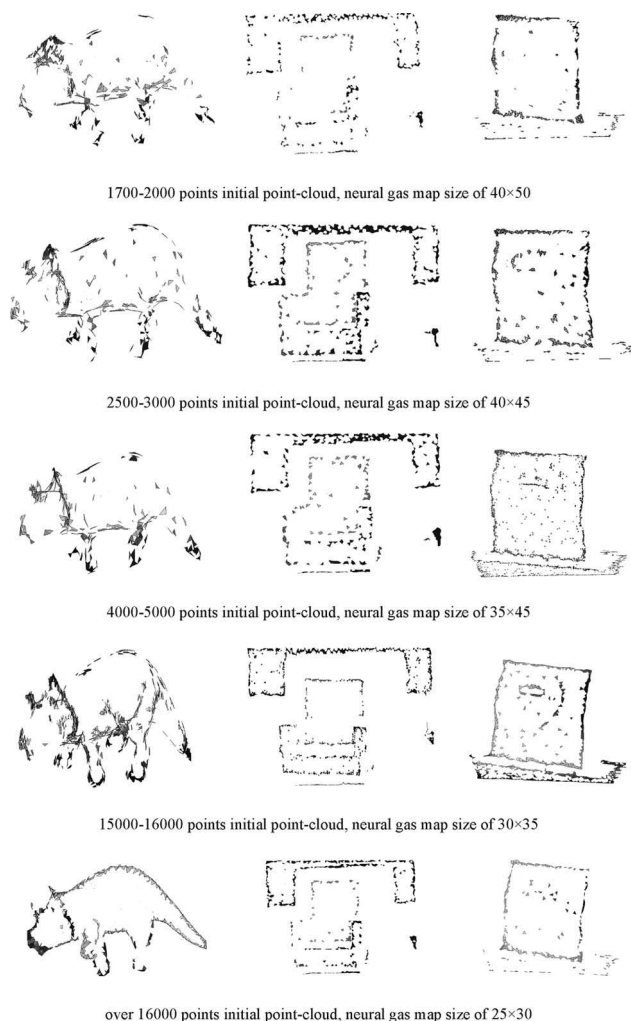 1700-2000 points initial point-cloud, neural gas map size of 40×50
2500-3000 points initial point-cloud, neural gas map size of 40×45
4000-5000 points initial point-cloud, neural gas map size of 35×45
15000-16000 points initial point-cloud, neural gas map size of 30×35
over 16000 points initial point-cloud, neural gas map size of 25×30